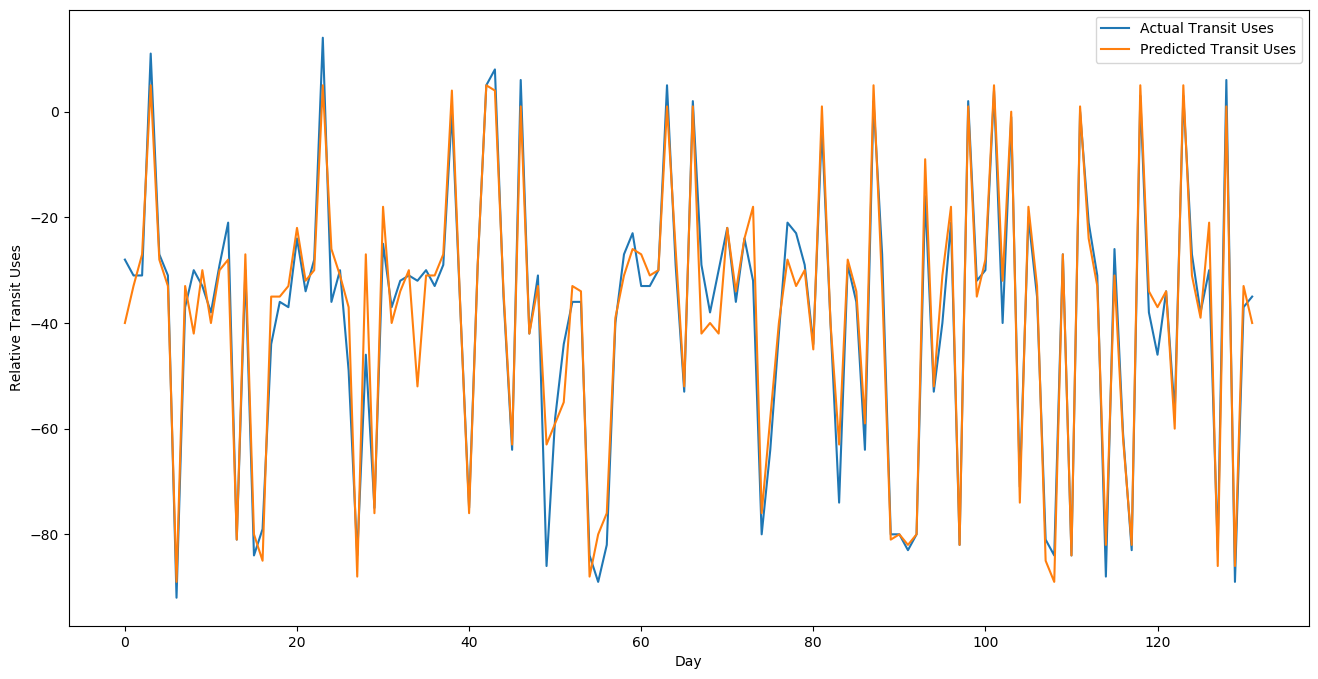 Actual Transit Uses
Predicted Transit Uses
0
−20
−40
−60
−80
Relative Transit Uses
0 20 40 60 80 100 120
Day